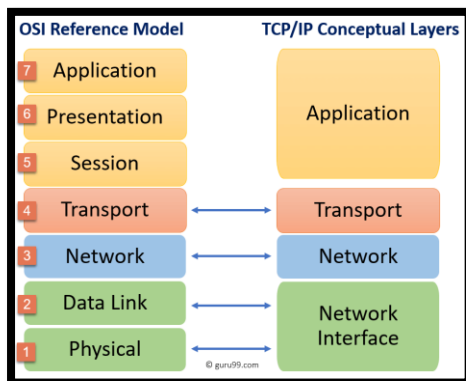 OSI Reference Model
TCP/IP Conceptual Layers
7 Application
6 Presentation
5 Session
Application
4 Transport
Transport
3 Network
Network
2 Data Link
1 Physical
Network
Interface
© guru99.com